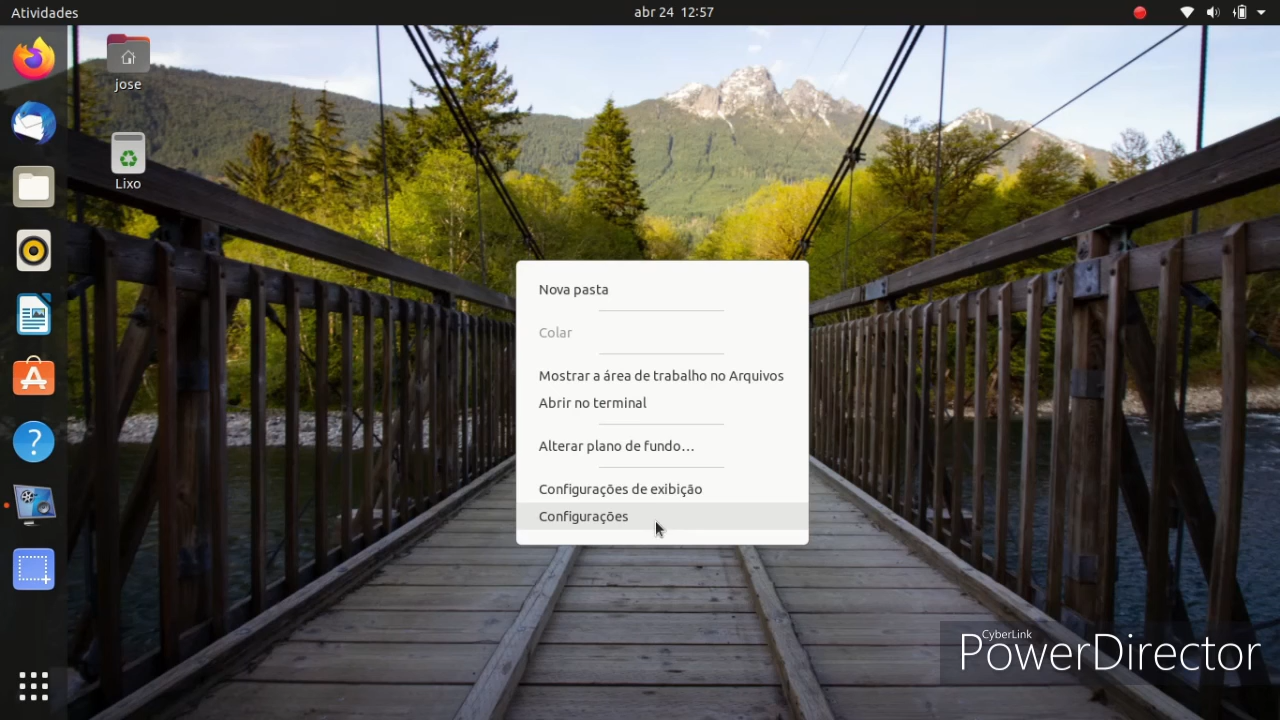 Atividades
abr 24 12:57
jose
Lixo
Nova pasta
Colar
Mostrar a área de trabalho no Arquivos
Abrir no terminal
Alterar plano de fundo…
Configurações de exibição
Configurações
CyberLink
PowerDirector